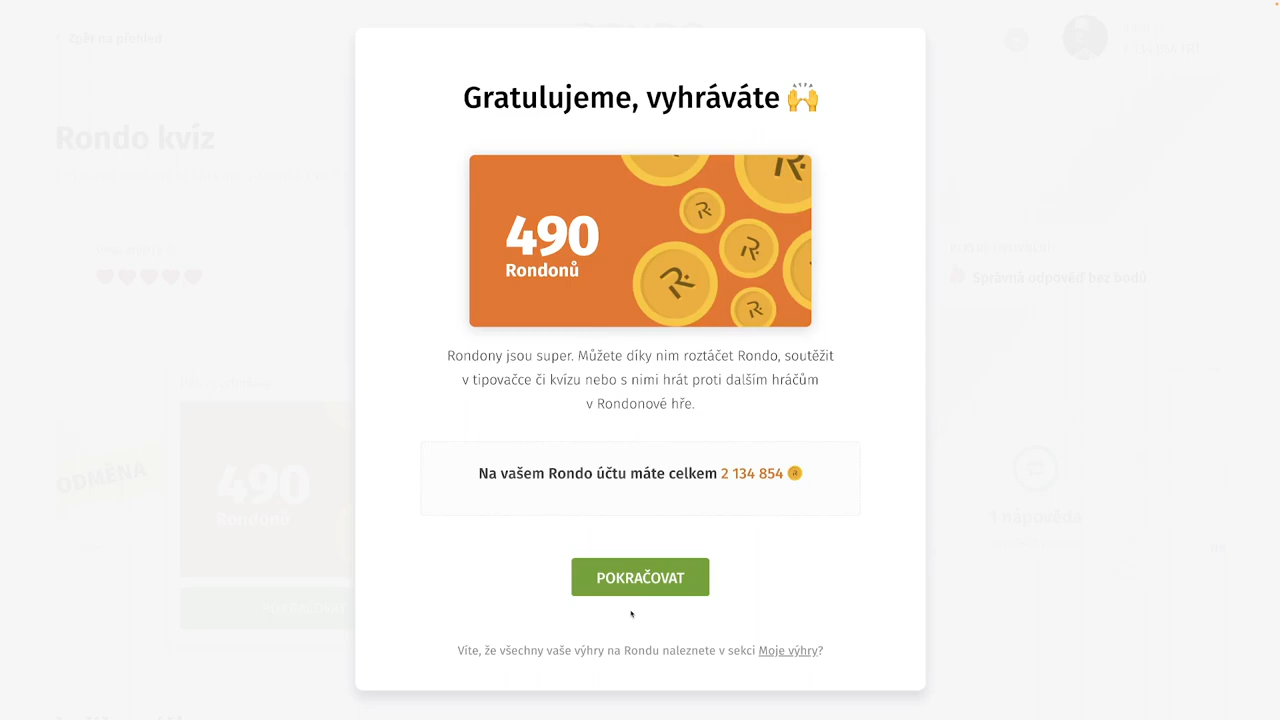 Zpět na přehled
Rondo kvíz
Gratulujeme, vyhráváte 🙌
490
Rondonů
Rondony jsou super. Můžete díky nim roztáčet Rondo, soutěžit
v tipovačce či kvízu nebo s nimi hrát proti dalším hráčům
v Rondonové hře.
Na vašem Rondo účtu máte celkem 2 134 854
POKRAČOVAT
Víte, že všechny vaše výhry na Rondu naleznete v sekci Moje výhry?
Správná odpověď bez bodů
ODMĚNA
490
Rondonů
1 nápověda